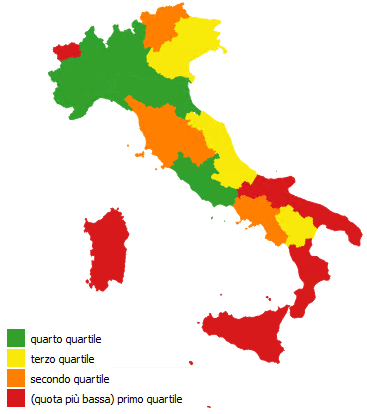 quarto quartile
terzo quartile
secondo quartile
(quota più bassa) primo quartile